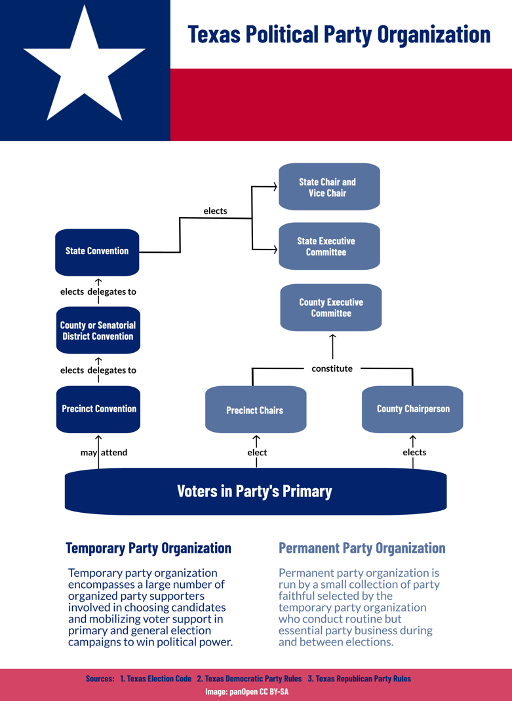 Texas Political Party Organization
State Chair and
Vice Chair
elects
State Convention
State Executive
Committee
elects delegates to
County Executive
Committee
County or Senatorial
District Convention
elects delegates to
constitute
Precinct Convention
Precinct Chairs
County Chairperson
may attend
elect
elects
Voters in Party's Primary
Temporary Party Organization
Temporary party organization
encompasses a large number of
organized party supporters
involved in choosing candidates
and mobilizing voter support in
primary and general election
campaigns to win political power.
Permanent Party Organization
Permanent party organization is
run by a small collection of party
faithful selected by the
temporary party organization
who conduct routine but
essential party business during
and between elections.
Sources: 1. Texas Election Code 2. Texas Democratic Party Rules 3. Texas Republican Party Rules
Image: panOpen CC BY-SA